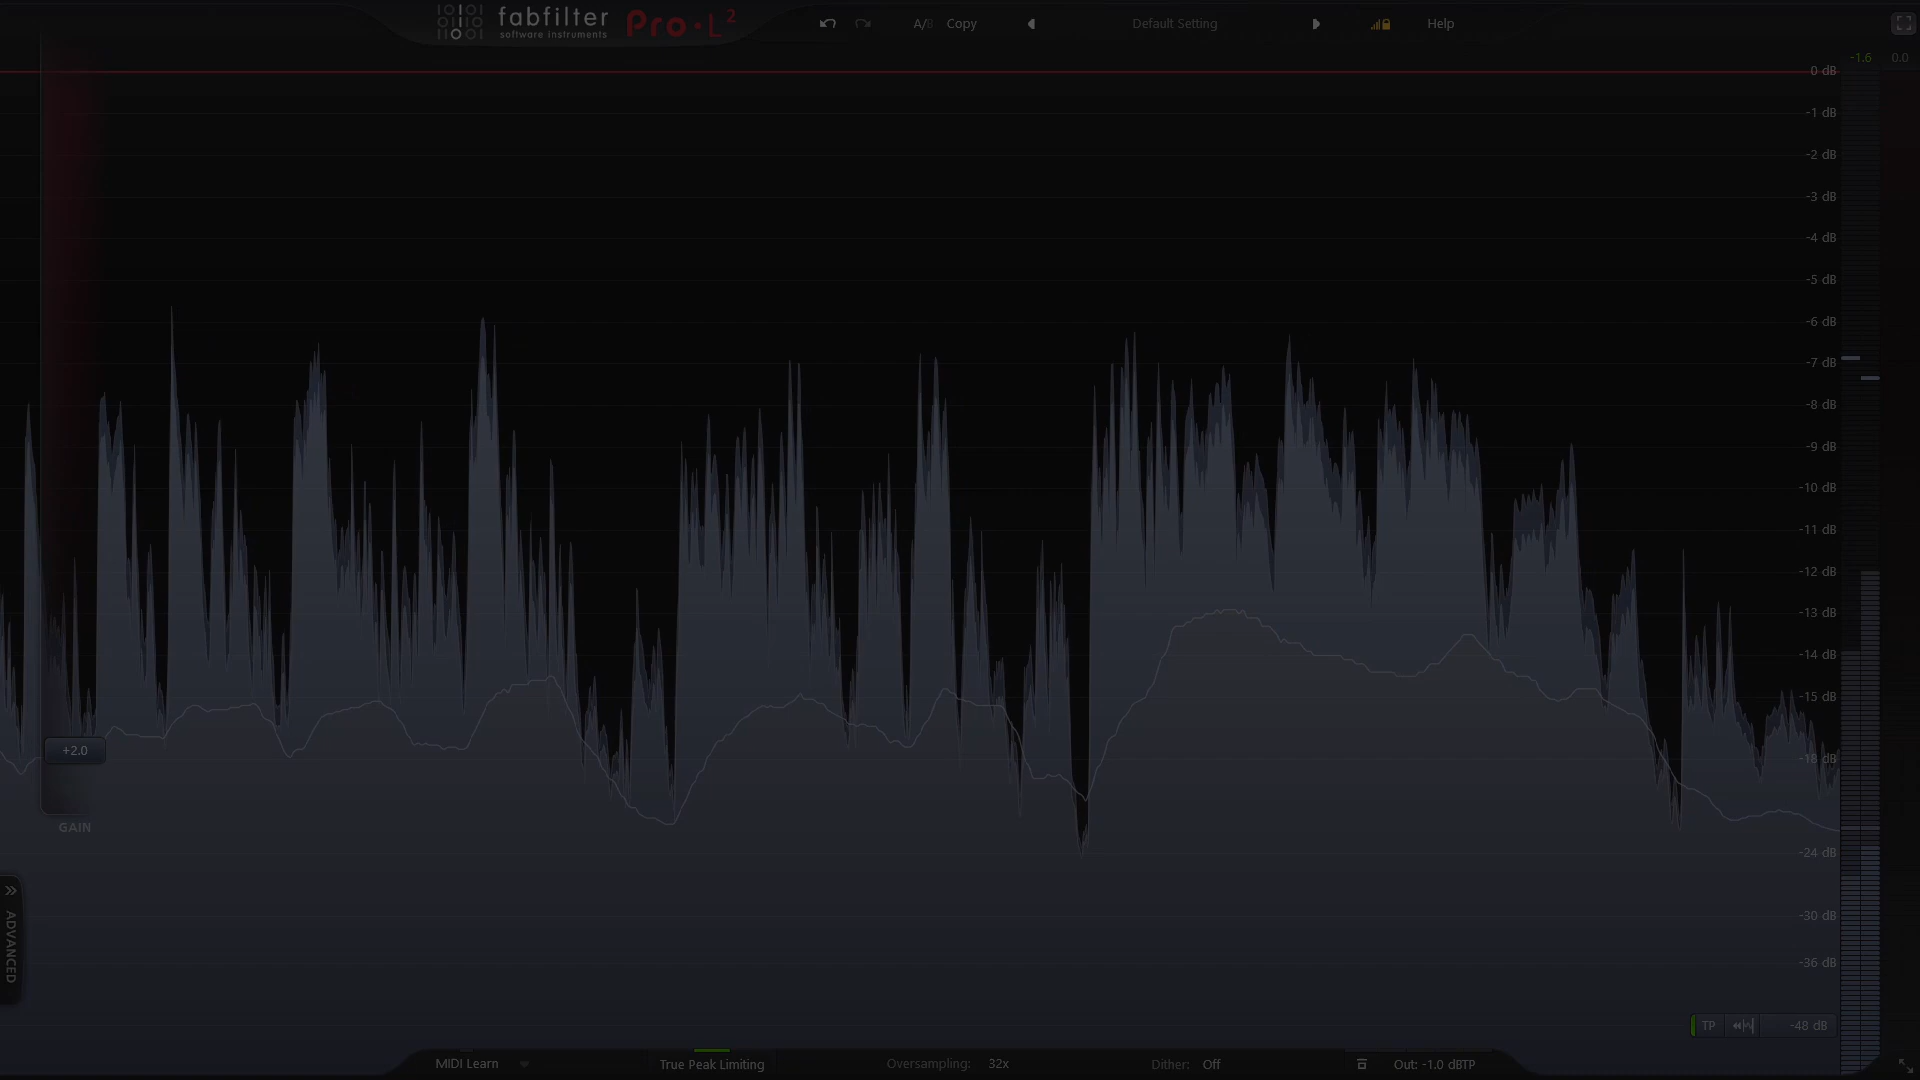 fabfilter
software instruments
Pro·L 2
A/B Copy
Default Setting
Help
-1.6 0.0
0 dB
-1 dB
-2 dB
-3 dB
-4 dB
-5 dB
-6 dB
-7 dB
-8 dB
-9 dB
-10 dB
-11 dB
-12 dB
-13 dB
-14 dB
-15 dB
-18 dB
-24 dB
-30 dB
-36 dB
+2.0
GAIN
ADVANCED
TP
-48 dB
MIDI Learn
True Peak Limiting
Oversampling: 32x
Dither: Off
Out: -1.0 dBTP